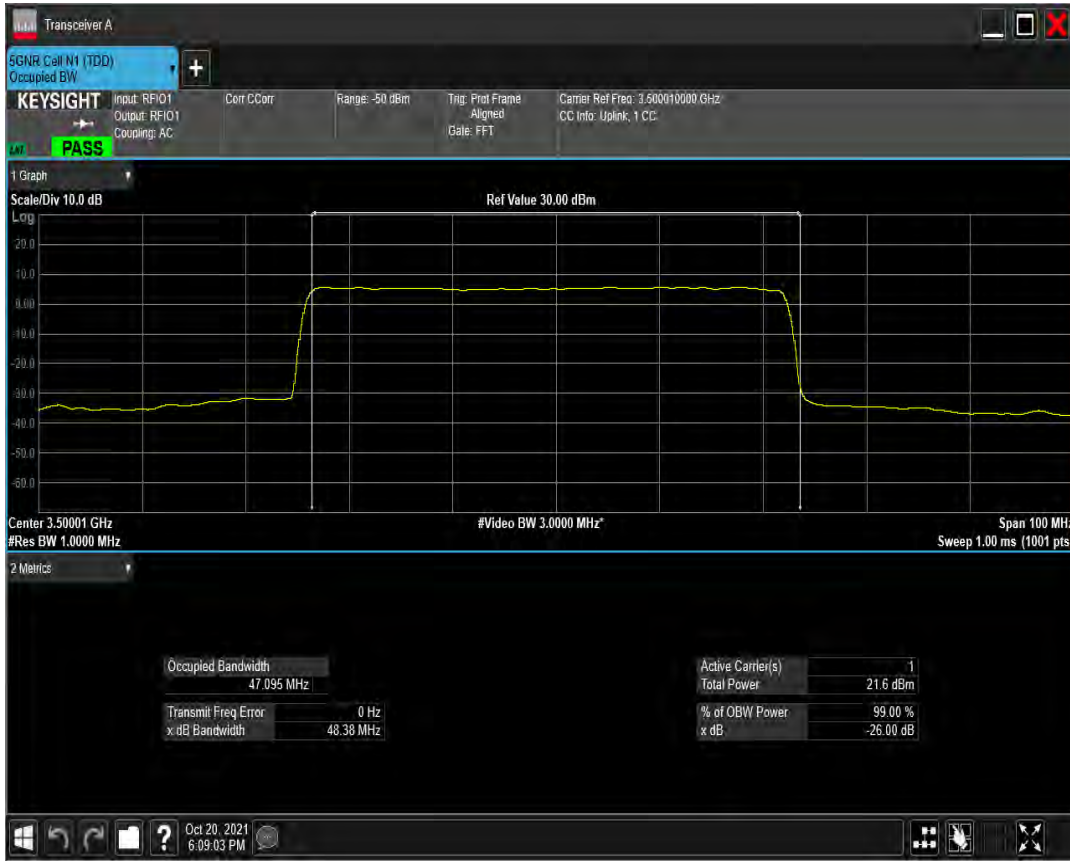 Transceiver A
5GNR Cell N1 (TDD)
Occupied BW
+
KEYSIGHT
Input: RFIO1
Output: RFIO1
Coupling: AC
Corr CCorr
Range: -50 dBm
Trig: Prot Frame
Aligned
Gate: FFT
Carrier Ref Freq: 3.500010000 GHz
CC Info: Uplink, 1 CC
PASS
1 Graph
Scale/Div 10.0 dB
Ref Value 30.00 dBm
Log
20.0
10.0
0.00
-10.0
-20.0
-30.0
-40.0
-50.0
-60.0
Center 3.50001 GHz
#Video BW 3.0000 MHz*
Span 100 MHz
#Res BW 1.0000 MHz
Sweep 1.00 ms (1001 pts
2 Metrics
Occupied Bandwidth
47.095 MHz
Transmit Freq Error 0 Hz
x dB Bandwidth 48.38 MHz
Active Carrier(s) 1
Total Power 21.6 dBm
% of OBW Power 99.00 %
x dB -26.00 dB
?
Oct 20, 2021
6:09:03 PM